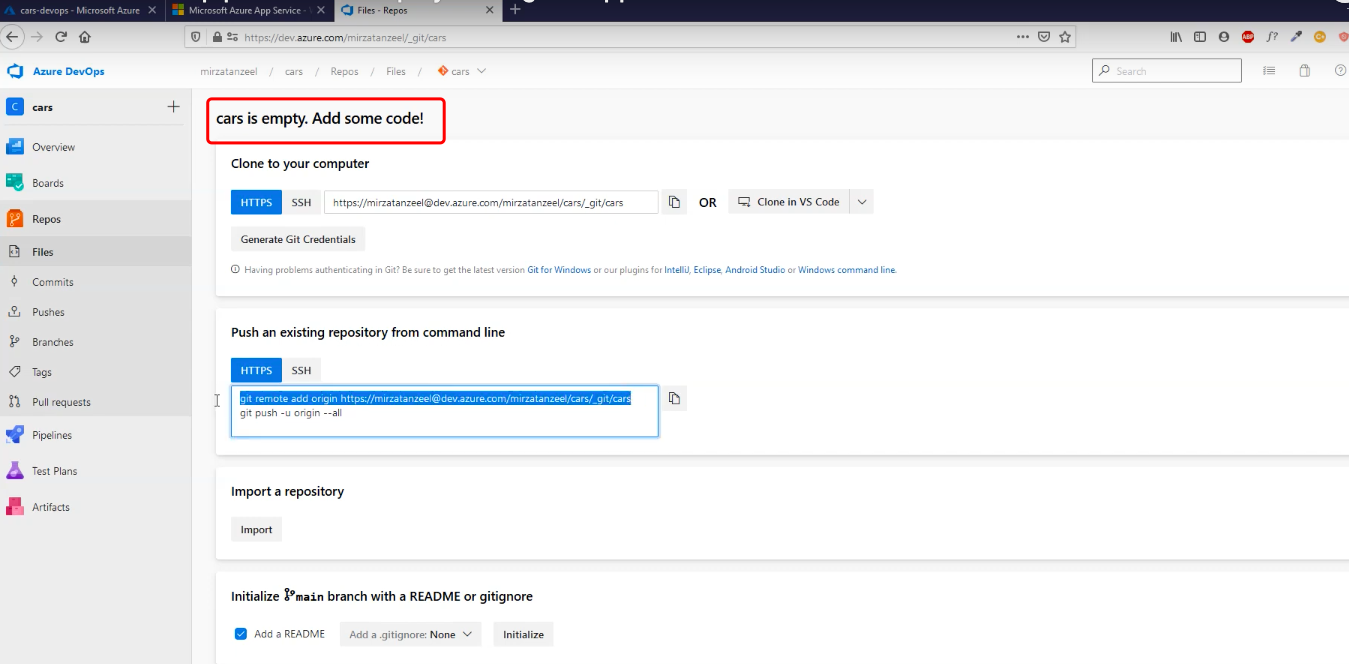 cars-devops - Microsoft Azure
Microsoft Azure App Service -
Files - Repos
https://dev.azure.com/mirzatanzeel/_git/cars
Azure DevOps
mirzatanzeel / cars / Repos / Files / cars
Search
C cars
Overview
Boards
Repos
Files
Commits
Pushes
Branches
Tags
Pull requests
Pipelines
Test Plans
Artifacts
cars is empty. Add some code!
Clone to your computer
HTTPS SSH https://mirzatanzeel@dev.azure.com/mirzatanzeel/cars/_git/cars OR Clone in VS Code
Generate Git Credentials
Having problems authenticating in Git? Be sure to get the latest version Git for Windows or our plugins for IntelliJ, Eclipse, Android Studio or Windows command line.
Push an existing repository from command line
HTTPS SSH
git remote add origin https://mirzatanzeel@dev.azure.com/mirzatanzeel/cars/_git/cars
git push -u origin --all
Import a repository
Import
Initialize main branch with a README or gitignore
Add a README Add a .gitignore: None Initialize